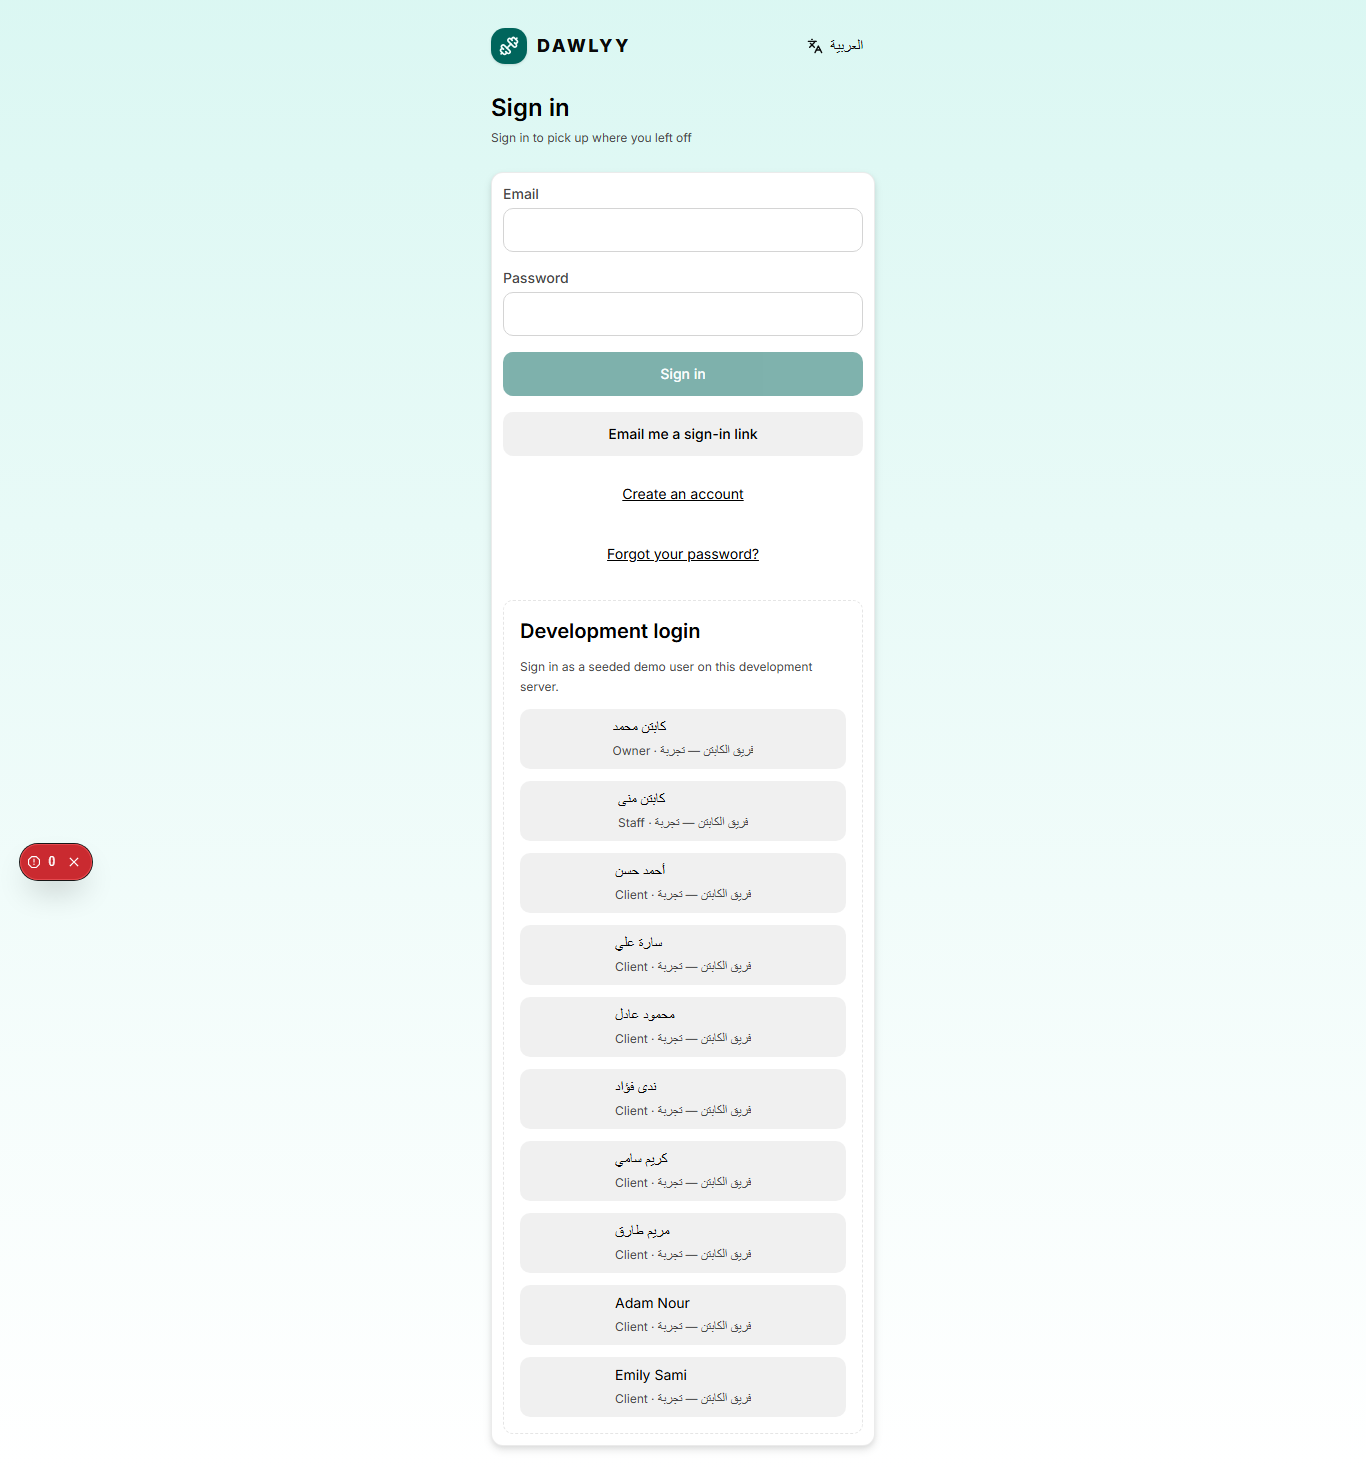 DAWLYY
العربية
Sign in
Sign in to pick up where you left off
Email
Password
Sign in
Email me a sign-in link
Create an account
Forgot your password?
Development login
Sign in as a seeded demo user on this development
server.
كابتن محمد
Owner · فريق الكابتن — تجربة
كابتن منى
Staff · فريق الكابتن — تجربة
أحمد حسن
Client · فريق الكابتن — تجربة
سارة علي
Client · فريق الكابتن — تجربة
محمود عادل
Client · فريق الكابتن — تجربة
ندى فؤاد
Client · فريق الكابتن — تجربة
كريم سامي
Client · فريق الكابتن — تجربة
مريم طارق
Client · فريق الكابتن — تجربة
Adam Nour
Client · فريق الكابتن — تجربة
Emily Sami
Client · فريق الكابتن — تجربة
0